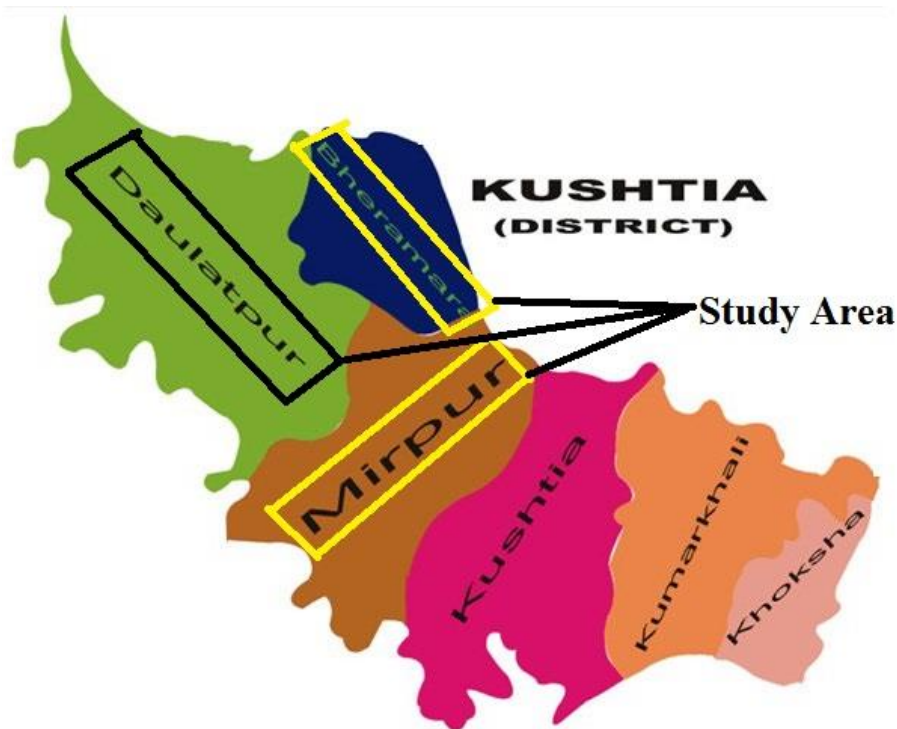 Daulatpur
Bheramara
KUSHTIA
(DISTRICT)
Study Area
Mirpur
Kushtia
Kumarkhali
Khoksha